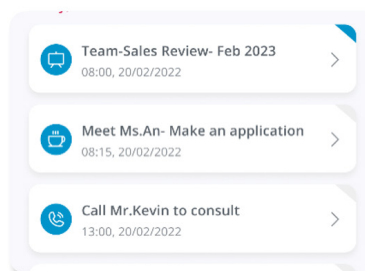 Team-Sales Review- Feb 2023
08:00, 20/02/2022
Meet Ms.An- Make an application
08:15, 20/02/2022
Call Mr.Kevin to consult
13:00, 20/02/2022